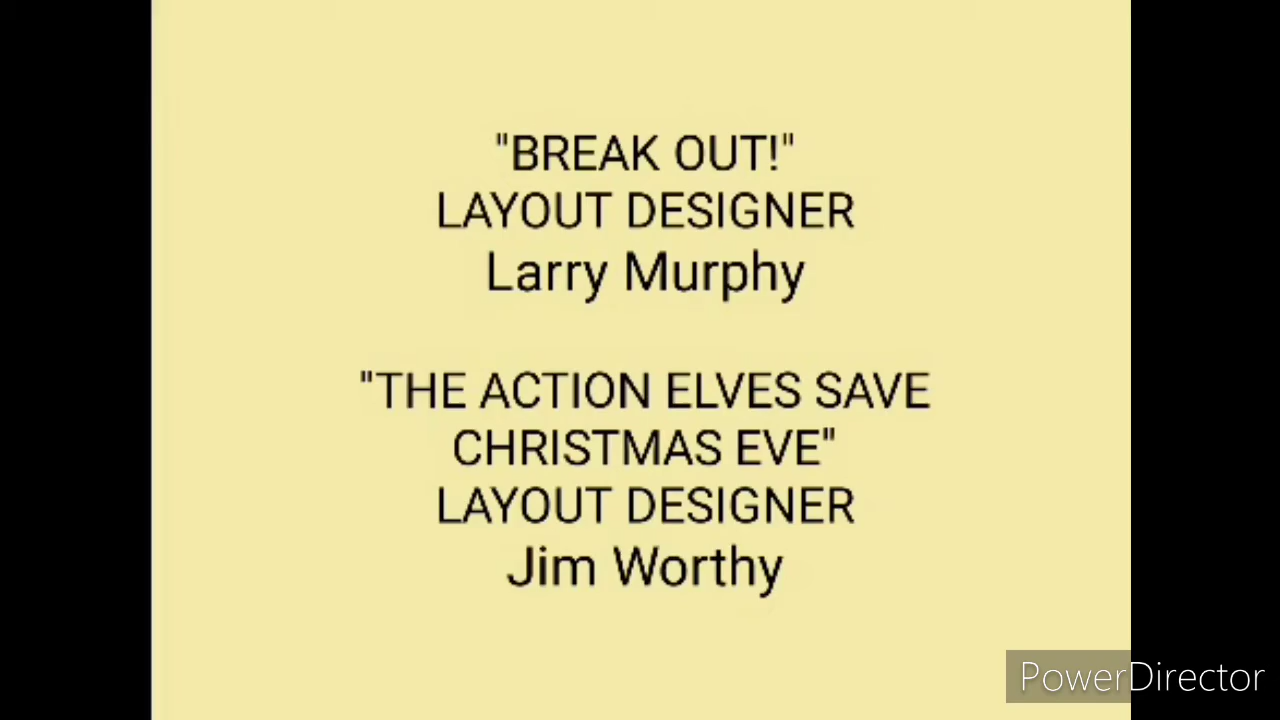 "BREAK OUT!"
LAYOUT DESIGNER
Larry Murphy
"THE ACTION ELVES SAVE
CHRISTMAS EVE"
LAYOUT DESIGNER
Jim Worthy
PowerDirector